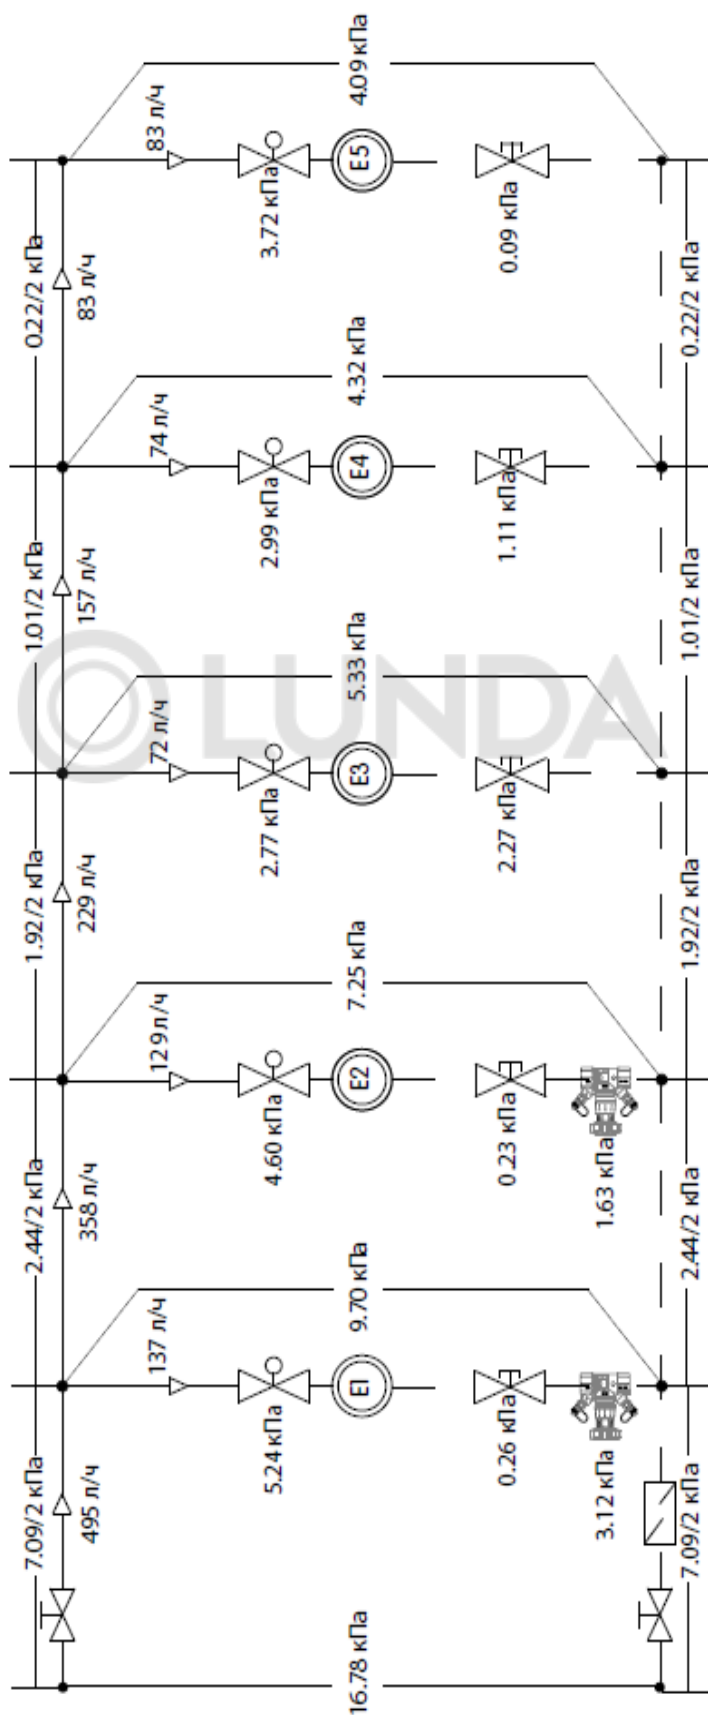 4.09 кПа
83 л/ч
E5
3.72 кПа
0.09 кПа
0.22/2 кПа
83 л/ч
0.22/2 кПа
4.32 кПа
74 л/ч
E4
2.99 кПа
1.11 кПа
1.01/2 кПа
157 л/ч
1.01/2 кПа
LUNDA
5.33 кПа
72 л/ч
E3
2.77 кПа
2.27 кПа
1.92/2 кПа
229 л/ч
1.92/2 кПа
7.25 кПа
129 л/ч
E2
4.60 кПа
0.23 кПа
1.63 кПа
2.44/2 кПа
358 л/ч
2.44/2 кПа
9.70 кПа
137 л/ч
E1
5.24 кПа
0.26 кПа
3.12 кПа
7.09/2 кПа
495 л/ч
7.09/2 кПа
16.78 кПа